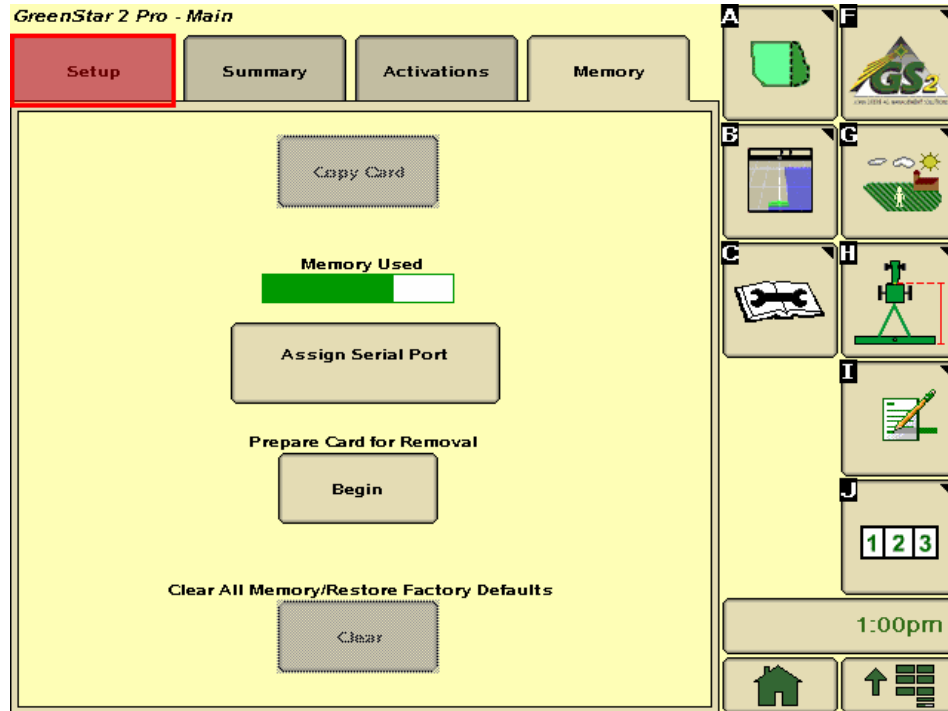 GreenStar 2 Pro - Main
Setup
Summary
Activations
Memory
Copy Card
Memory Used
Assign Serial Port
Prepare Card for Removal
Begin
Clear All Memory/Restore Factory Defaults
Clear
A
F
GS2
B
G
C
H
I
J
1 2 3
1:00pm